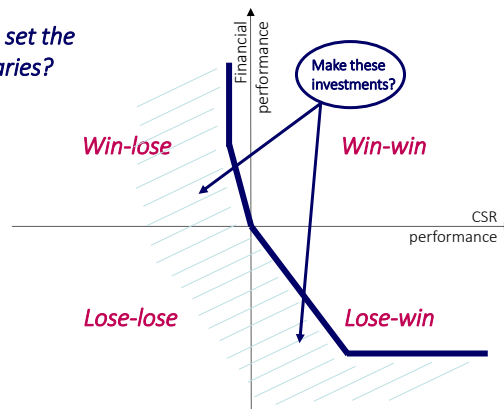 set the
aries?
Financial
performance
Make these
investments?
Win-lose
Win-win
CSR
performance
Lose-lose
Lose-win